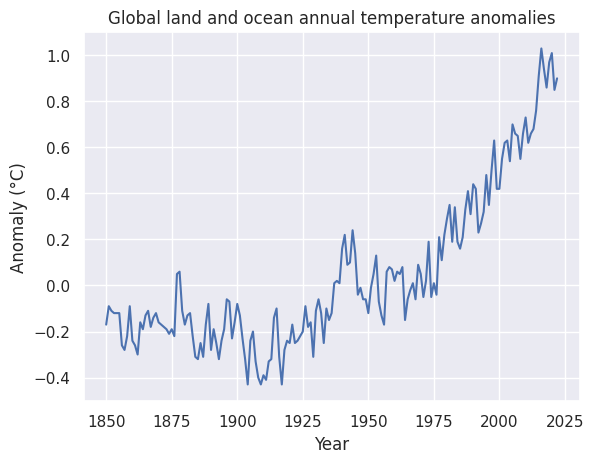 Global land and ocean annual temperature anomalies
1.0
0.8
0.6
0.4
0.2
0.0
−0.2
−0.4
Anomaly (°C)
1850 1875 1900 1925 1950 1975 2000 2025
Year